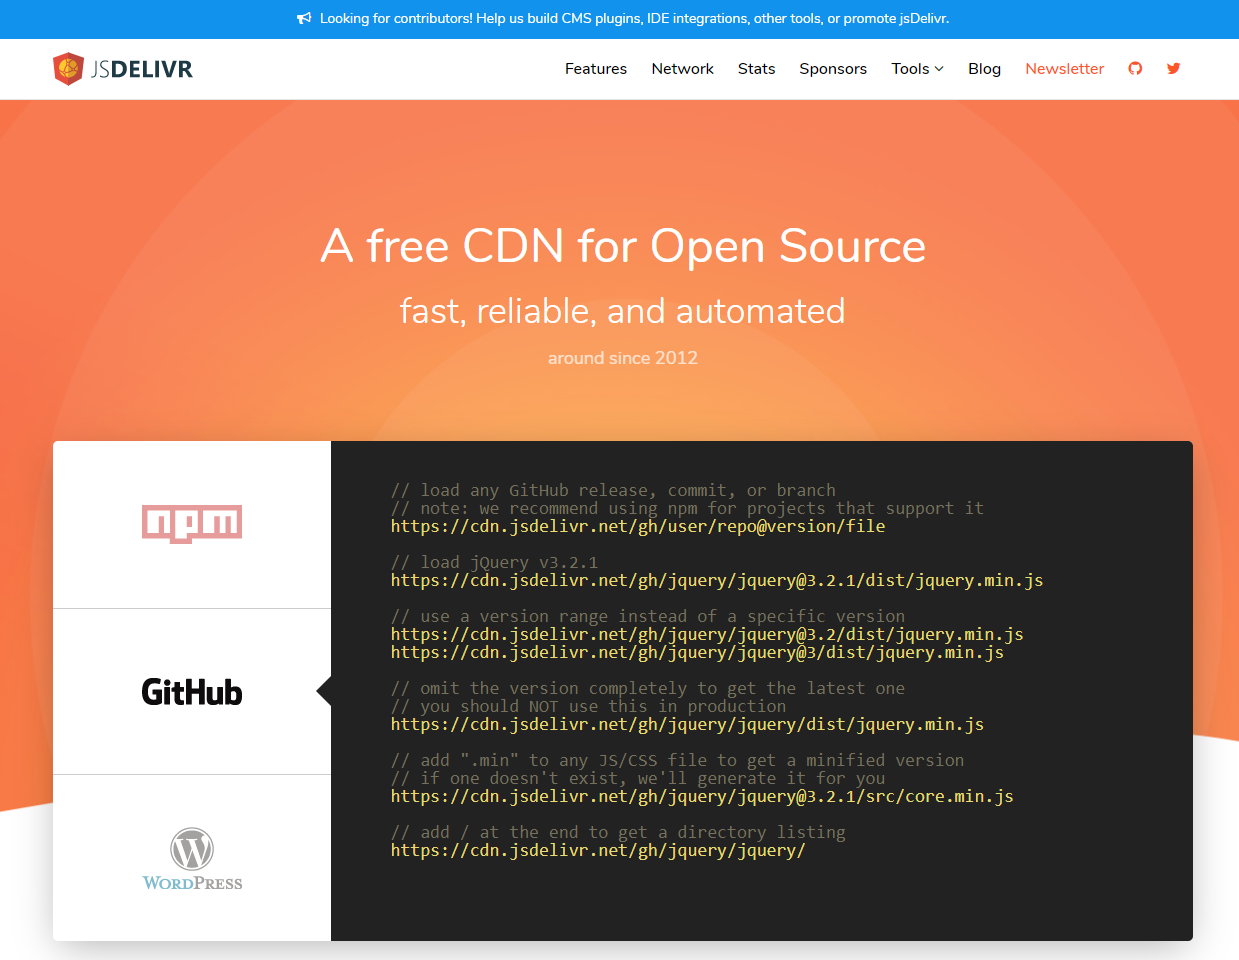 Looking for contributors! Help us build CMS plugins, IDE integrations, other tools, or promote jsDelivr.
JSDELIVR
Features Network Stats Sponsors Tools Blog Newsletter
A free CDN for Open Source
fast, reliable, and automated
around since 2012
npm
GitHub
WORDPRESS
// load any GitHub release, commit, or branch
// note: we recommend using npm for projects that support it
https://cdn.jsdelivr.net/gh/user/repo@version/file
// load jQuery v3.2.1
https://cdn.jsdelivr.net/gh/jquery/jquery@3.2.1/dist/jquery.min.js
// use a version range instead of a specific version
https://cdn.jsdelivr.net/gh/jquery/jquery@3.2/dist/jquery.min.js
https://cdn.jsdelivr.net/gh/jquery/jquery@3/dist/jquery.min.js
// omit the version completely to get the latest one
// you should NOT use this in production
https://cdn.jsdelivr.net/gh/jquery/jquery/dist/jquery.min.js
// add ".min" to any JS/CSS file to get a minified version
// if one doesn't exist, we'll generate it for you
https://cdn.jsdelivr.net/gh/jquery/jquery@3.2.1/src/core.min.js
// add / at the end to get a directory listing
https://cdn.jsdelivr.net/gh/jquery/jquery/